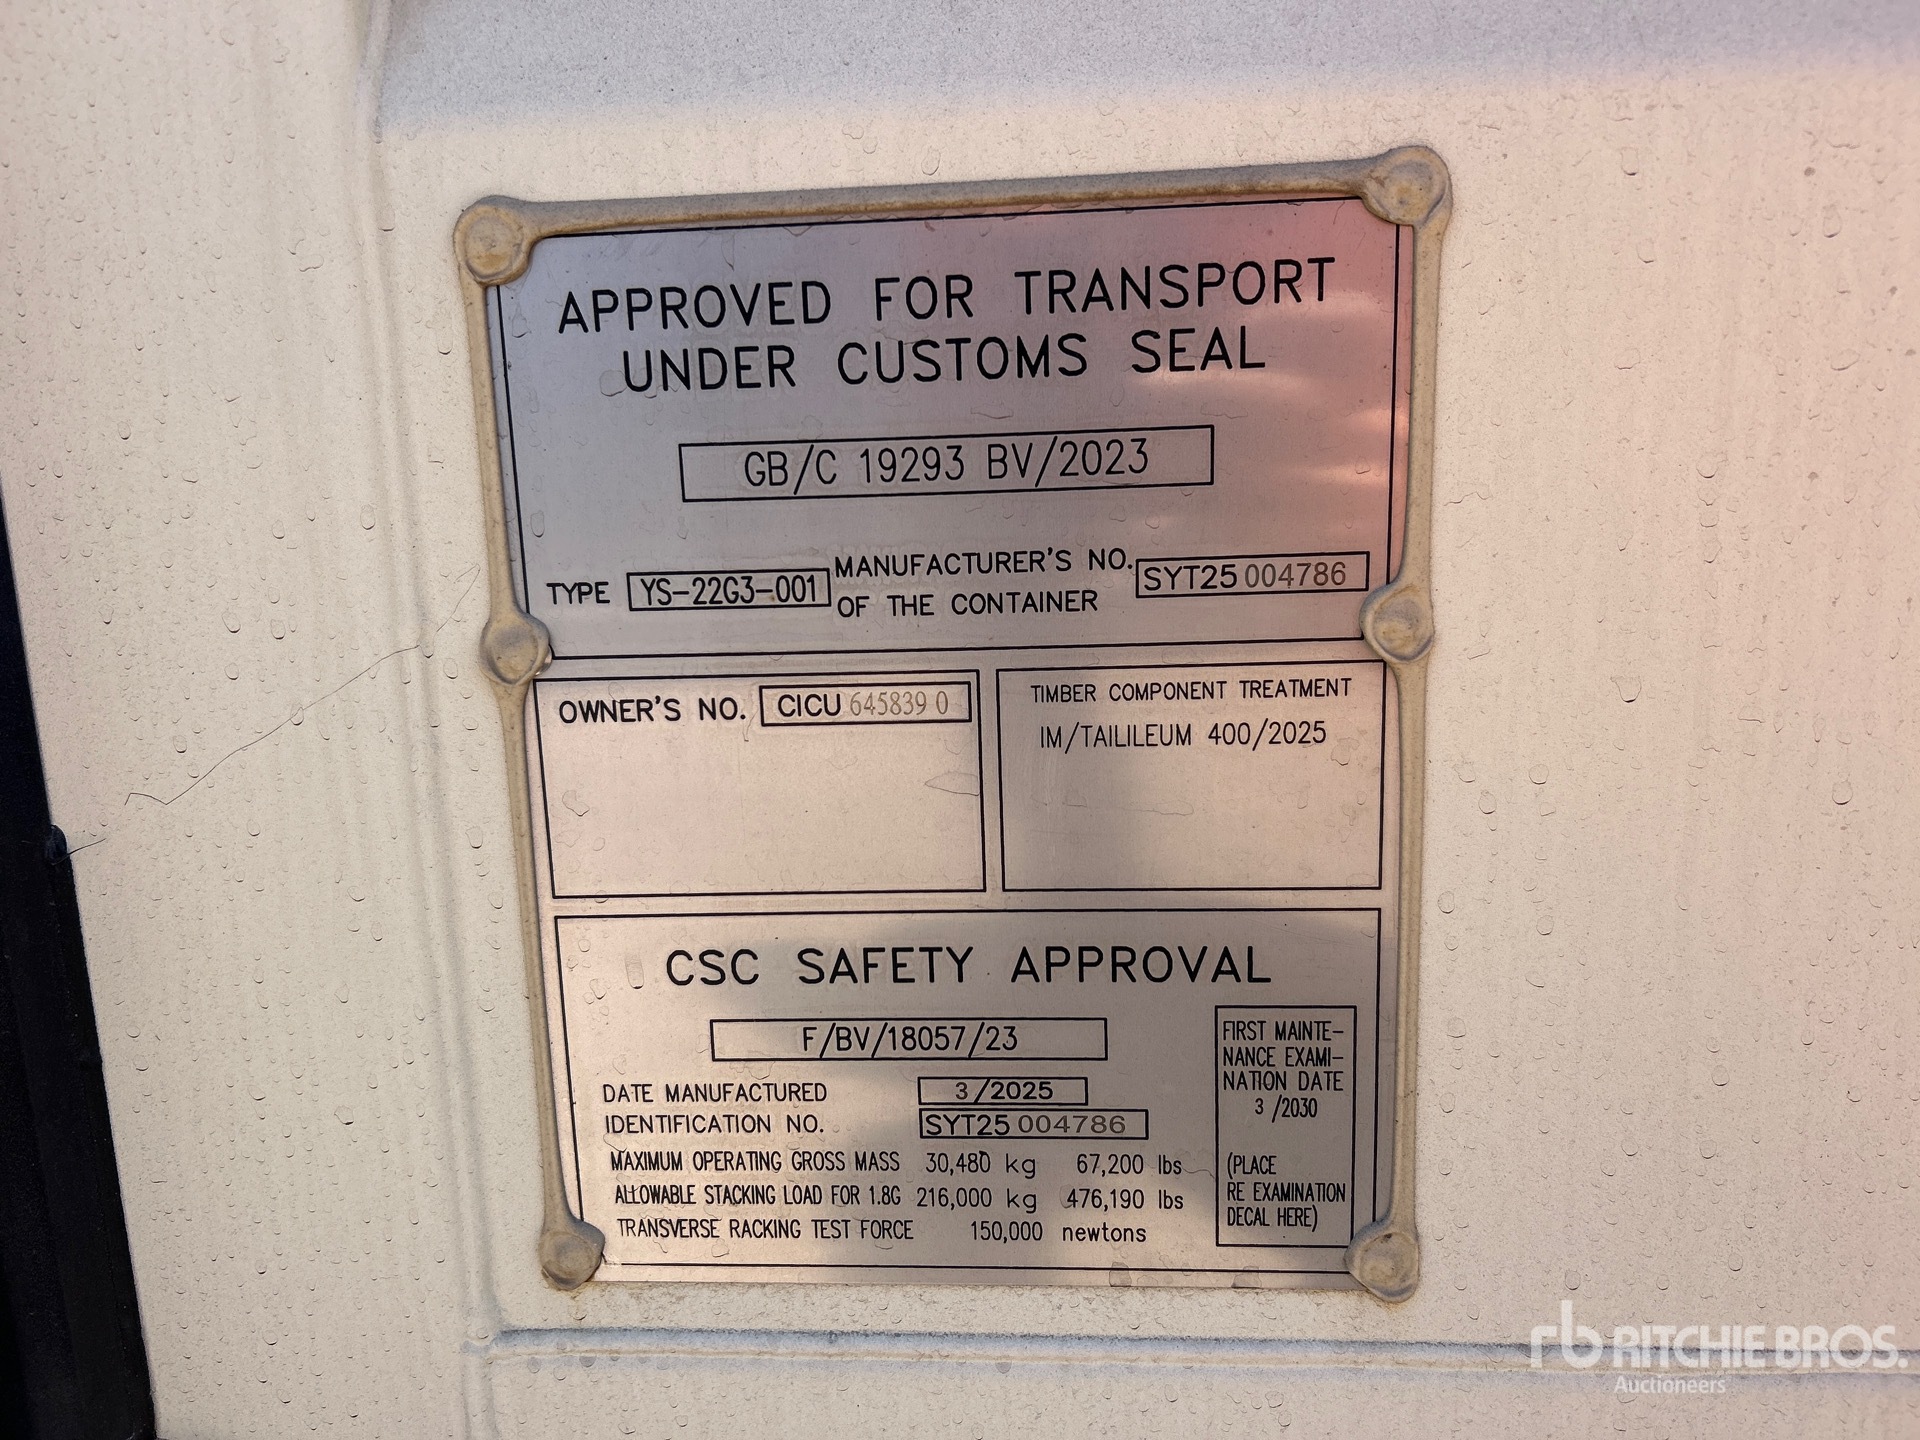 APPROVED FOR TRANSPORT
UNDER CUSTOMS SEAL
GB/C 19293 BV/2023
TYPE YS-22G3-001 MANUFACTURER'S NO. OF THE CONTAINER SYT25 004786
OWNER'S NO. CICU 645839 0
TIMBER COMPONENT TREATMENT
IM/TAILILEUM 400/2025
CSC SAFETY APPROVAL
F/BV/18057/23
DATE MANUFACTURED 3/2025
IDENTIFICATION NO. SYT25 004786
MAXIMUM OPERATING GROSS MASS 30,480 kg 67,200 lbs
ALLOWABLE STACKING LOAD FOR 1.8G 216,000 kg 476,190 lbs
TRANSVERSE RACKING TEST FORCE 150,000 newtons
FIRST MAINTE-
NANCE EXAMI-
NATION DATE
3 /2030
(PLACE
RE EXAMINATION
DECAL HERE)
rb RITCHIE BROS.
Auctioneers